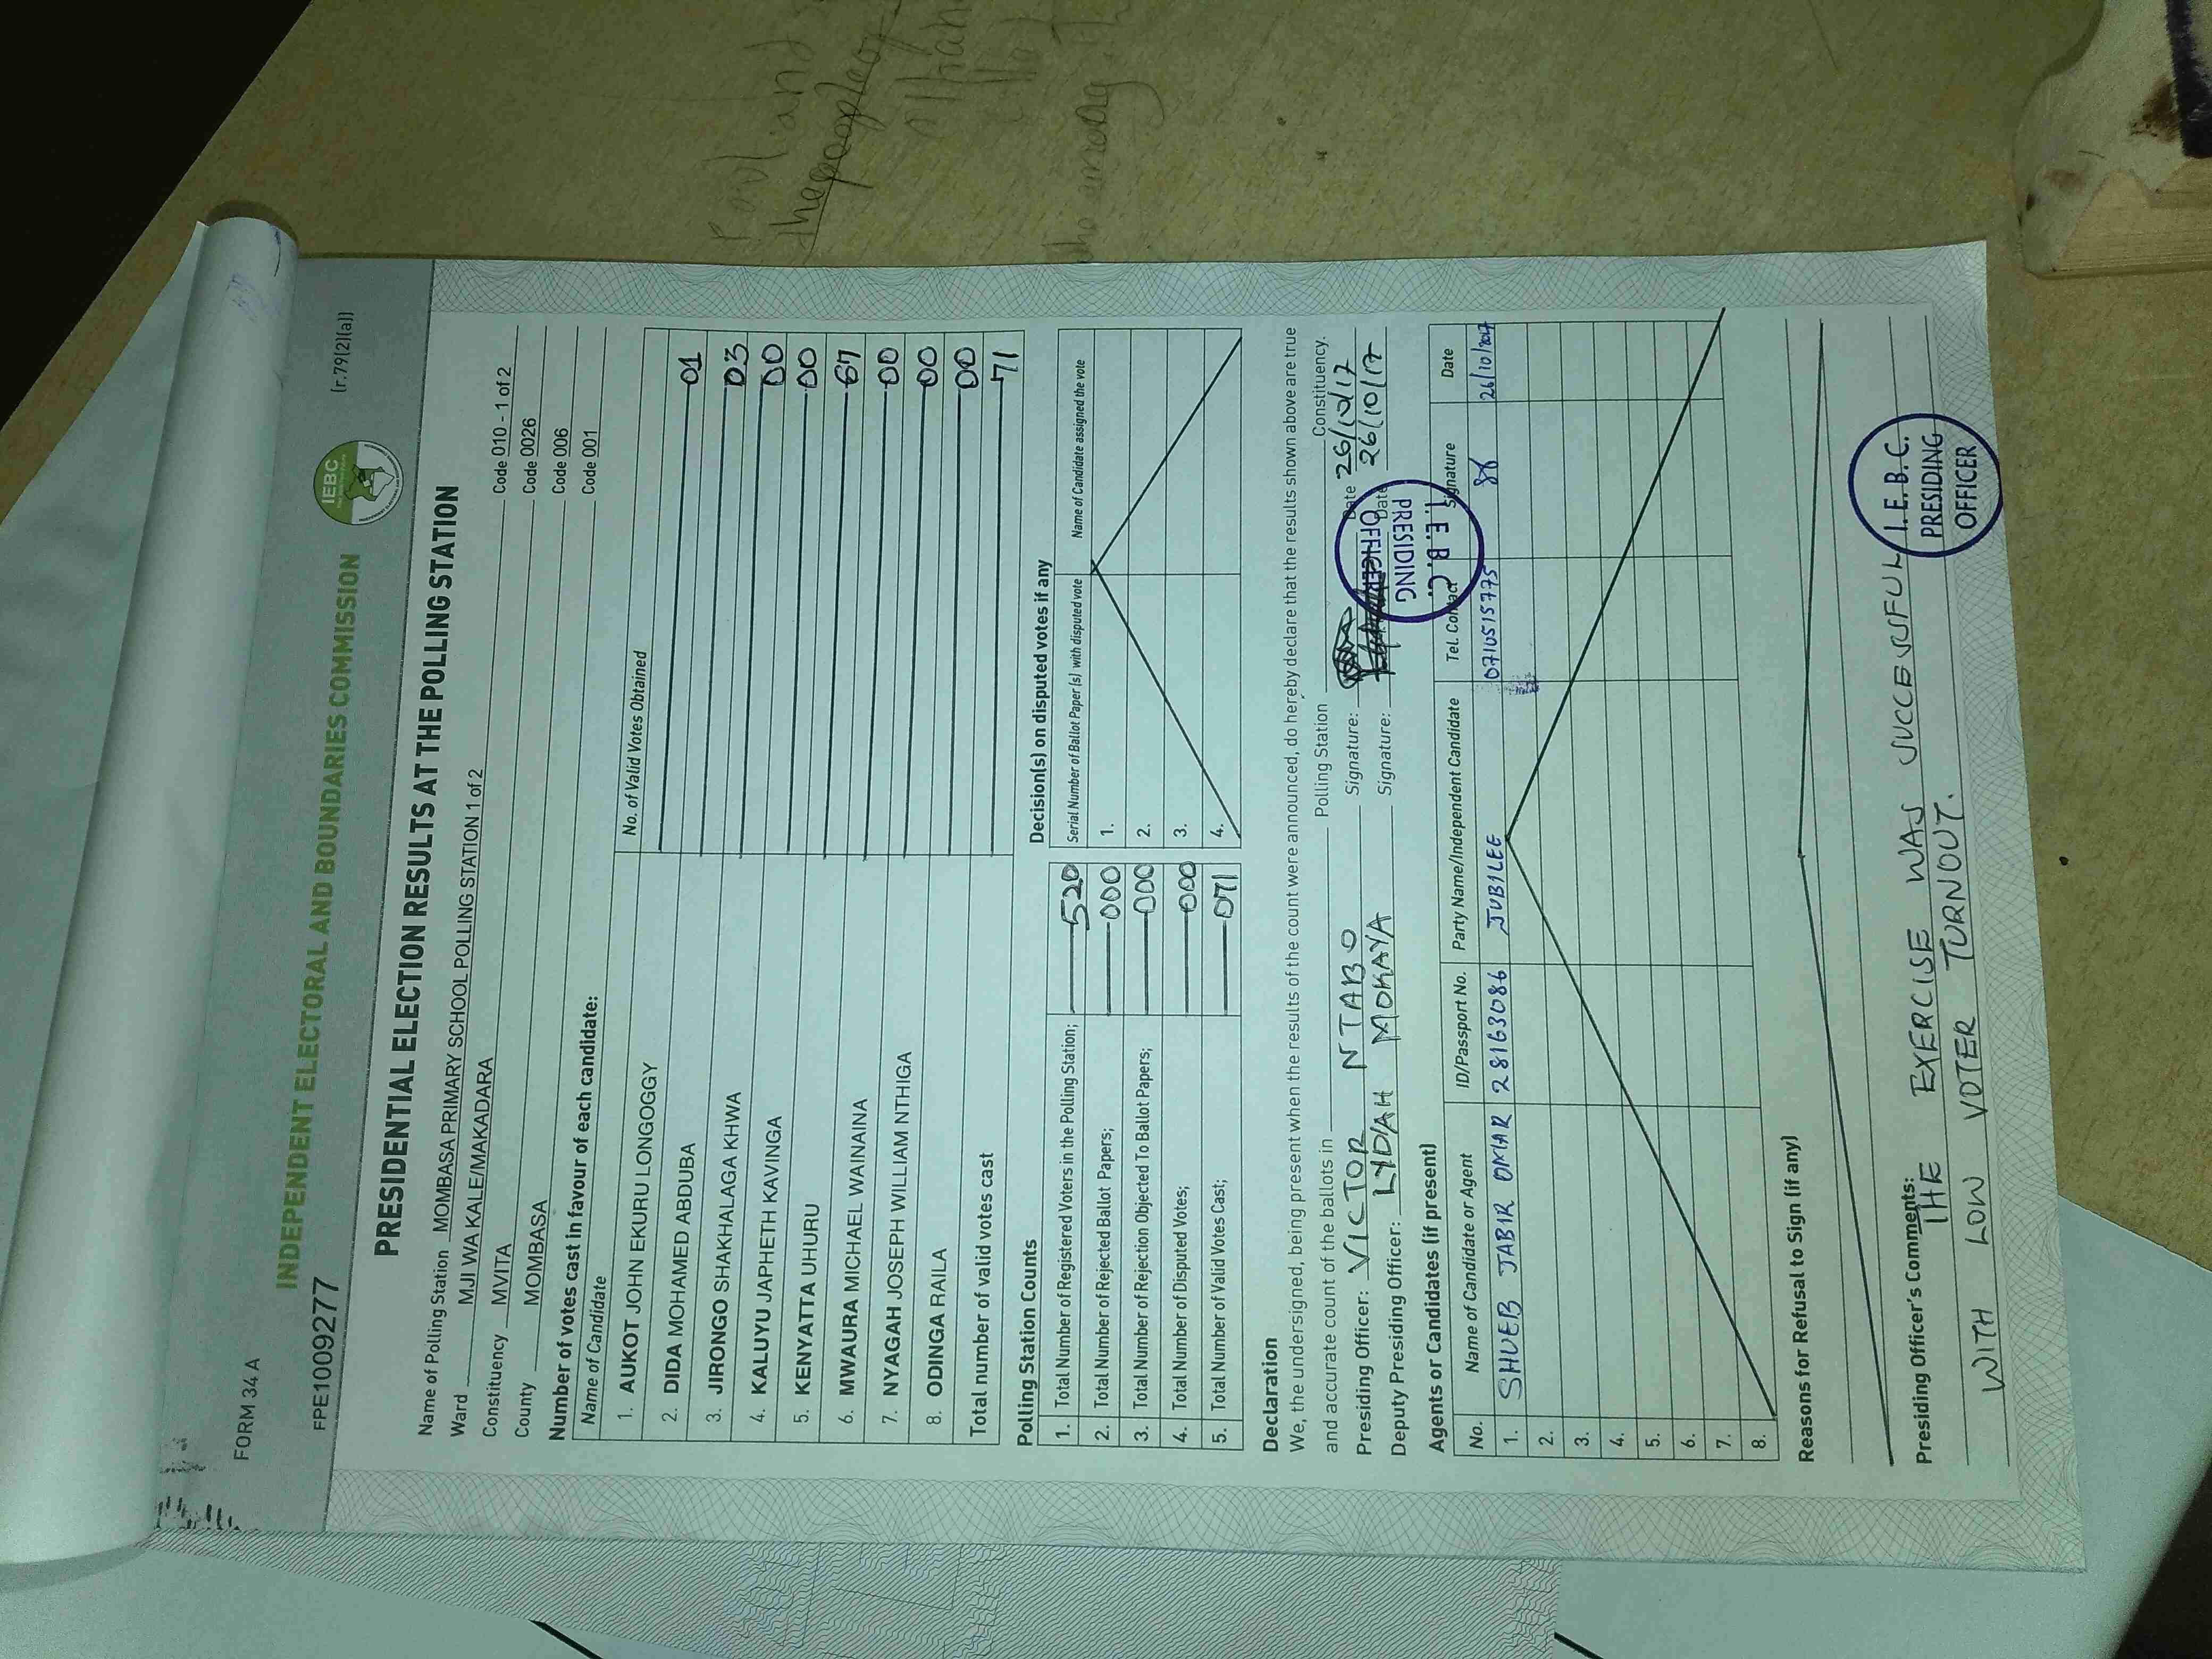 FORM 34 A
(r.79(2)(a))
FPE1009277
INDEPENDENT ELECTORAL AND BOUNDARIES COMMISSION
IEBC
PRESIDENTIAL ELECTION RESULTS AT THE POLLING STATION
Name of Polling Station MOMBASA PRIMARY SCHOOL POLLING STATION 1 of 2 Code 010 - 1 of 2
Ward MJI WA KALE/MAKADARA Code 0026
Constituency MVITA Code 006
County MOMBASA Code 001
Number of votes cast in favour of each candidate:
Name of Candidate No. of Valid Votes Obtained
1. AUKOT JOHN EKURU LONGOGGY 01
2. DIDA MOHAMED ABDUBA 03
3. JIRONGO SHAKHALAGA KHWA 00
4. KALUYU JAPHETH KAVINGA 00
5. KENYATTA UHURU 67
6. MWAURA MICHAEL WAINAINA 00
7. NYAGAH JOSEPH WILLIAM NTHIGA 00
8. ODINGA RAILA 00
Total number of valid votes cast 71
Polling Station Counts
1. Total Number of Registered Voters in the Polling Station; 520
2. Total Number of Rejected Ballot Papers; 000
3. Total Number of Rejection Objected To Ballot Papers; 000
4. Total Number of Disputed Votes; 000
5. Total Number of Valid Votes Cast; 071
Decision(s) on disputed votes if any
Serial Number of Ballot Paper (s) with disputed vote Name of Candidate assigned the vote
1.
2.
3.
4.
Declaration
We, the undersigned, being present when the results of the count were announced, do hereby declare that the results shown above are true
and accurate count of the ballots in Polling Station Constituency.
Presiding Officer: VICTOR NTABO Signature: Date 26/10/17
Deputy Presiding Officer: LYDIAH MOKAYA Signature: Date 26/10/17
I.E.B.C.
PRESIDING
OFFICER
Agents or Candidates (if present)
No. Name of Candidate or Agent ID/Passport No. Party Name/Independent Candidate Tel. Contact Signature Date
1. SHUEB JABIR OMAR 28163086 JUBILEE 0710515775 26/10/2017
2.
3.
4.
5.
6.
7.
8.
Reasons for Refusal to Sign (if any)
Presiding Officer's Comments:
THE EXERCISE WAS SUCCESSFUL
WITH LOW VOTER TURNOUT.
I.E.B.C.
PRESIDING
OFFICER